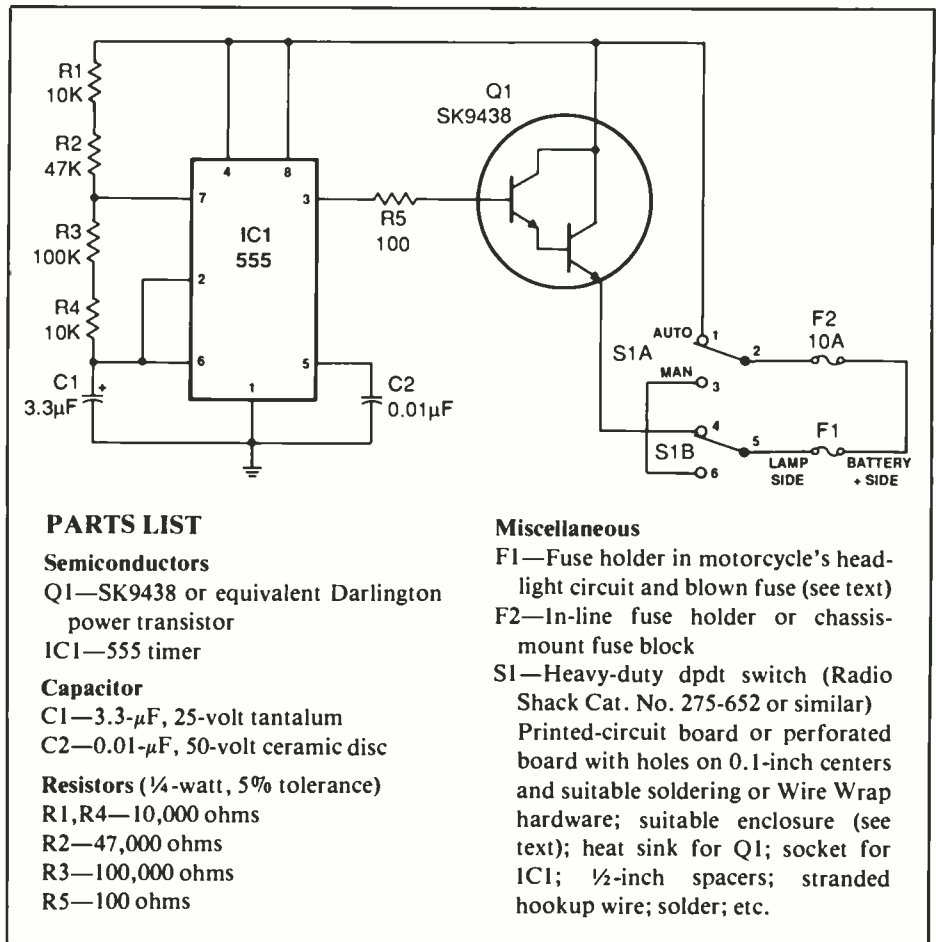 R1
10K
R2
47K
R3
100K
R4
10K
C1
+
3.3µF
4
8
7
3
2
6
5
1
IC1
555
C2
0.01µF
R5
100
Q1
SK9438
AUTO
1
S1A
2
MAN
3
4
S1B
5
6
F2
10A
F1
LAMP
SIDE
BATTERY
+ SIDE
PARTS LIST
Semiconductors
Q1—SK9438 or equivalent Darlington
power transistor
IC1—555 timer
Capacitor
C1—3.3-µF, 25-volt tantalum
C2—0.01-µF, 50-volt ceramic disc
Resistors (¼-watt, 5% tolerance)
R1,R4—10,000 ohms
R2—47,000 ohms
R3—100,000 ohms
R5—100 ohms
Miscellaneous
F1—Fuse holder in motorcycle's head-
light circuit and blown fuse (see text)
F2—In-line fuse holder or chassis-
mount fuse block
S1—Heavy-duty dpdt switch (Radio
Shack Cat. No. 275-652 or similar)
Printed-circuit board or perforated
board with holes on 0.1-inch centers
and suitable soldering or Wire Wrap
hardware; suitable enclosure (see
text); heat sink for Q1; socket for
IC1; ½-inch spacers; stranded
hookup wire; solder; etc.